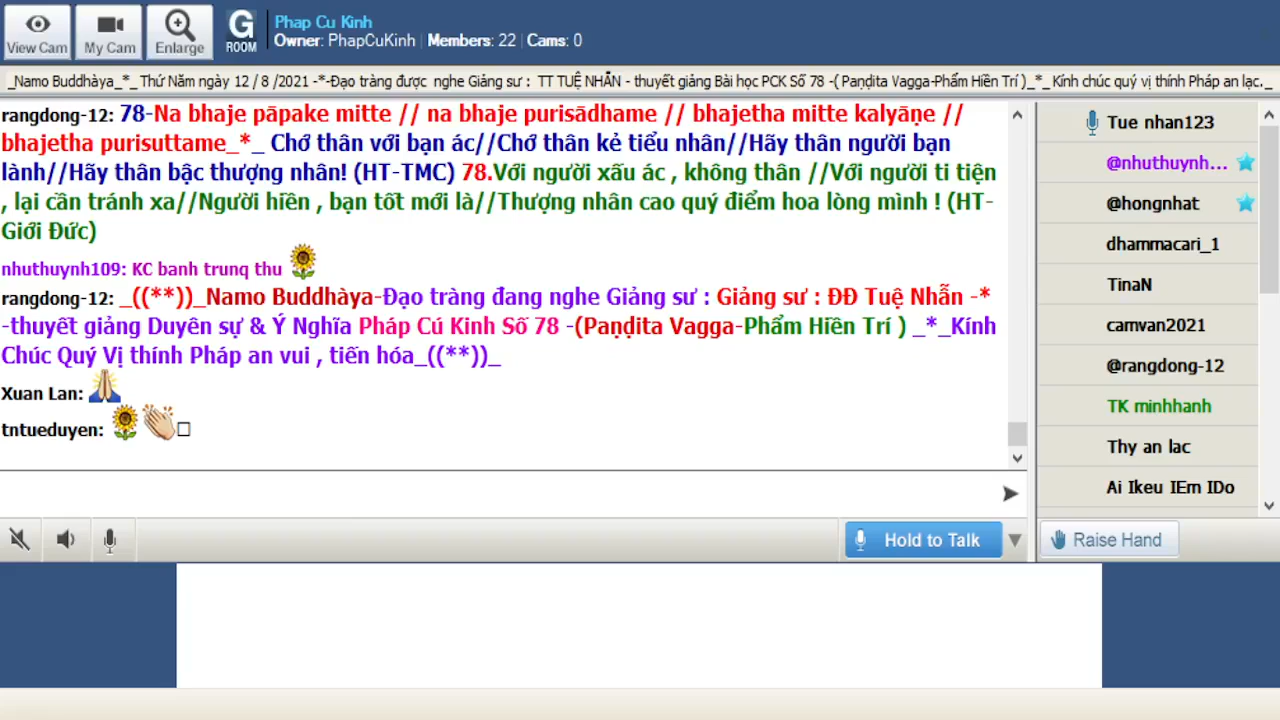 Phap Cu Kinh
View Cam
My Cam
Enlarge
G
ROOM
Owner: PhapCuKinh | Members: 22 | Cams: 0
_Namo Buddhàya_*_ Thứ Năm ngày 12 / 8 /2021 -*-Đạo tràng được nghe Giảng sư : TT TUỆ NHẪN - thuyết giảng Bài học PCK Số 78 -( Paṇḍita Vagga-Phẩm Hiền Trí )_*_ Kính chúc quý vị thính Pháp an lạc._
rangdong-12: 78-Na bhaje pāpake mitte // na bhaje purisādhame // bhajetha mitte kalyāṇe //
bhajetha purisuttame_*_ Chớ thân với bạn ác//Chớ thân kẻ tiểu nhân//Hãy thân người bạn
lành//Hãy thân bậc thượng nhân! (HT-TMC) 78.Với người xấu ác , không thân //Với người ti tiện
, lại cần tránh xa//Người hiền , bạn tốt mới là//Thượng nhân cao quý điểm hoa lòng mình ! (HT-
Giới Đức)
nhuthuynh109: KC banh trunq thu
rangdong-12: _((**))_Namo Buddhàya-Đạo tràng đang nghe Giảng sư : Giảng sư : ĐĐ Tuệ Nhẫn -*
-thuyết giảng Duyên sự & Ý Nghĩa Pháp Cú Kinh Số 78 -(Paṇḍita Vagga-Phẩm Hiền Trí ) _*_Kính
Chúc Quý Vị thính Pháp an vui , tiến hóa_((**))_
Xuan Lan:
tntueduyen:
Tue nhan123
@nhuthuynh...
@hongnhat
dhammacari_1
TinaN
camvan2021
@rangdong-12
TK minhhanh
Thy an lac
Ai Ikeu IEm IDo
Hold to Talk
Raise Hand